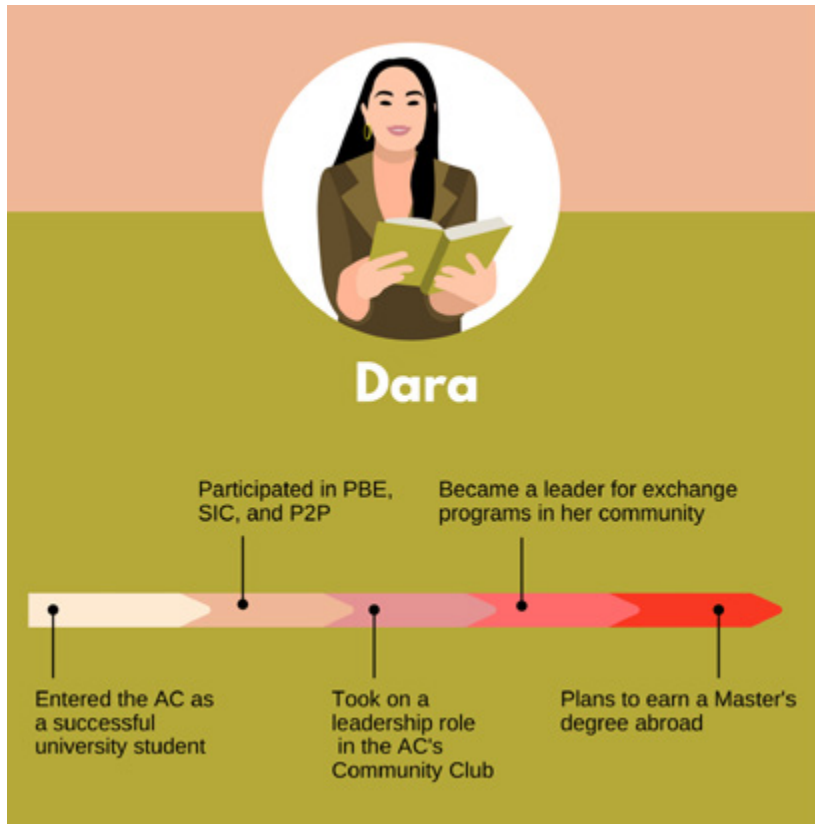 Dara
Participated in PBE,
SIC, and P2P
Became a leader for exchange
programs in her community
Entered the AC as
a successful
university student
Took on a
leadership role
in the AC's
Community Club
Plans to earn a Master's
degree abroad